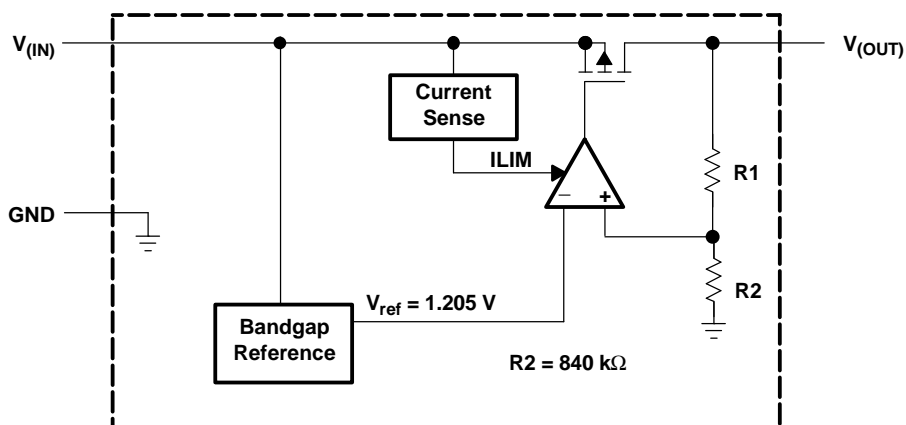 V(IN)
V(OUT)
Current
Sense
ILIM
R1
GND
− +
R2
Vref = 1.205 V
Bandgap
Reference
R2 = 840 kΩ